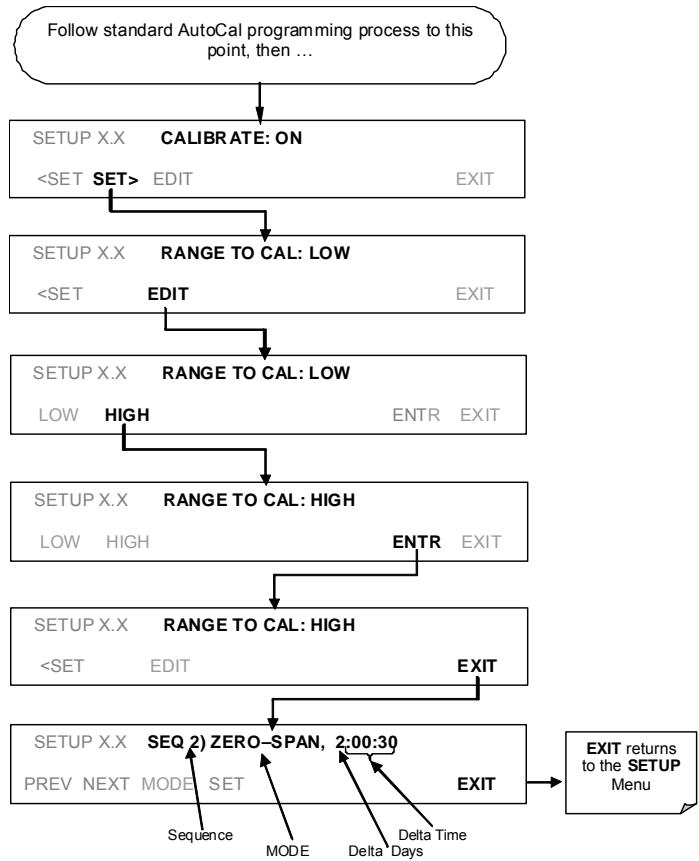 Follow standard AutoCal programming process to this
point, then …
SETUP X.X CALIBRATE: ON
<SET SET> EDIT EXIT
SETUP X.X RANGE TO CAL: LOW
<SET EDIT EXIT
SETUP X.X RANGE TO CAL: LOW
LOW HIGH ENTR EXIT
SETUP X.X RANGE TO CAL: HIGH
LOW HIGH ENTR EXIT
SETUP X.X RANGE TO CAL: HIGH
<SET EDIT EXIT
SETUP X.X SEQ 2) ZERO–SPAN, 2:00:30
PREV NEXT MODE SET EXIT
EXIT returns
to the SETUP
Menu
Sequence
MODE
Delta Days
Delta Time